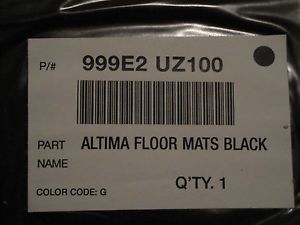 P/# 999E2 UZ100
PART NAME ALTIMA FLOOR MATS BLACK
Q'TY. 1
COLOR CODE: G